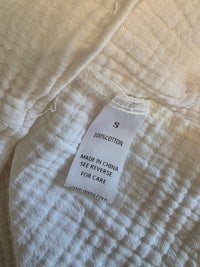 S
100%COTTON
MADE IN CHINA
SEE REVERSE
FOR CARE